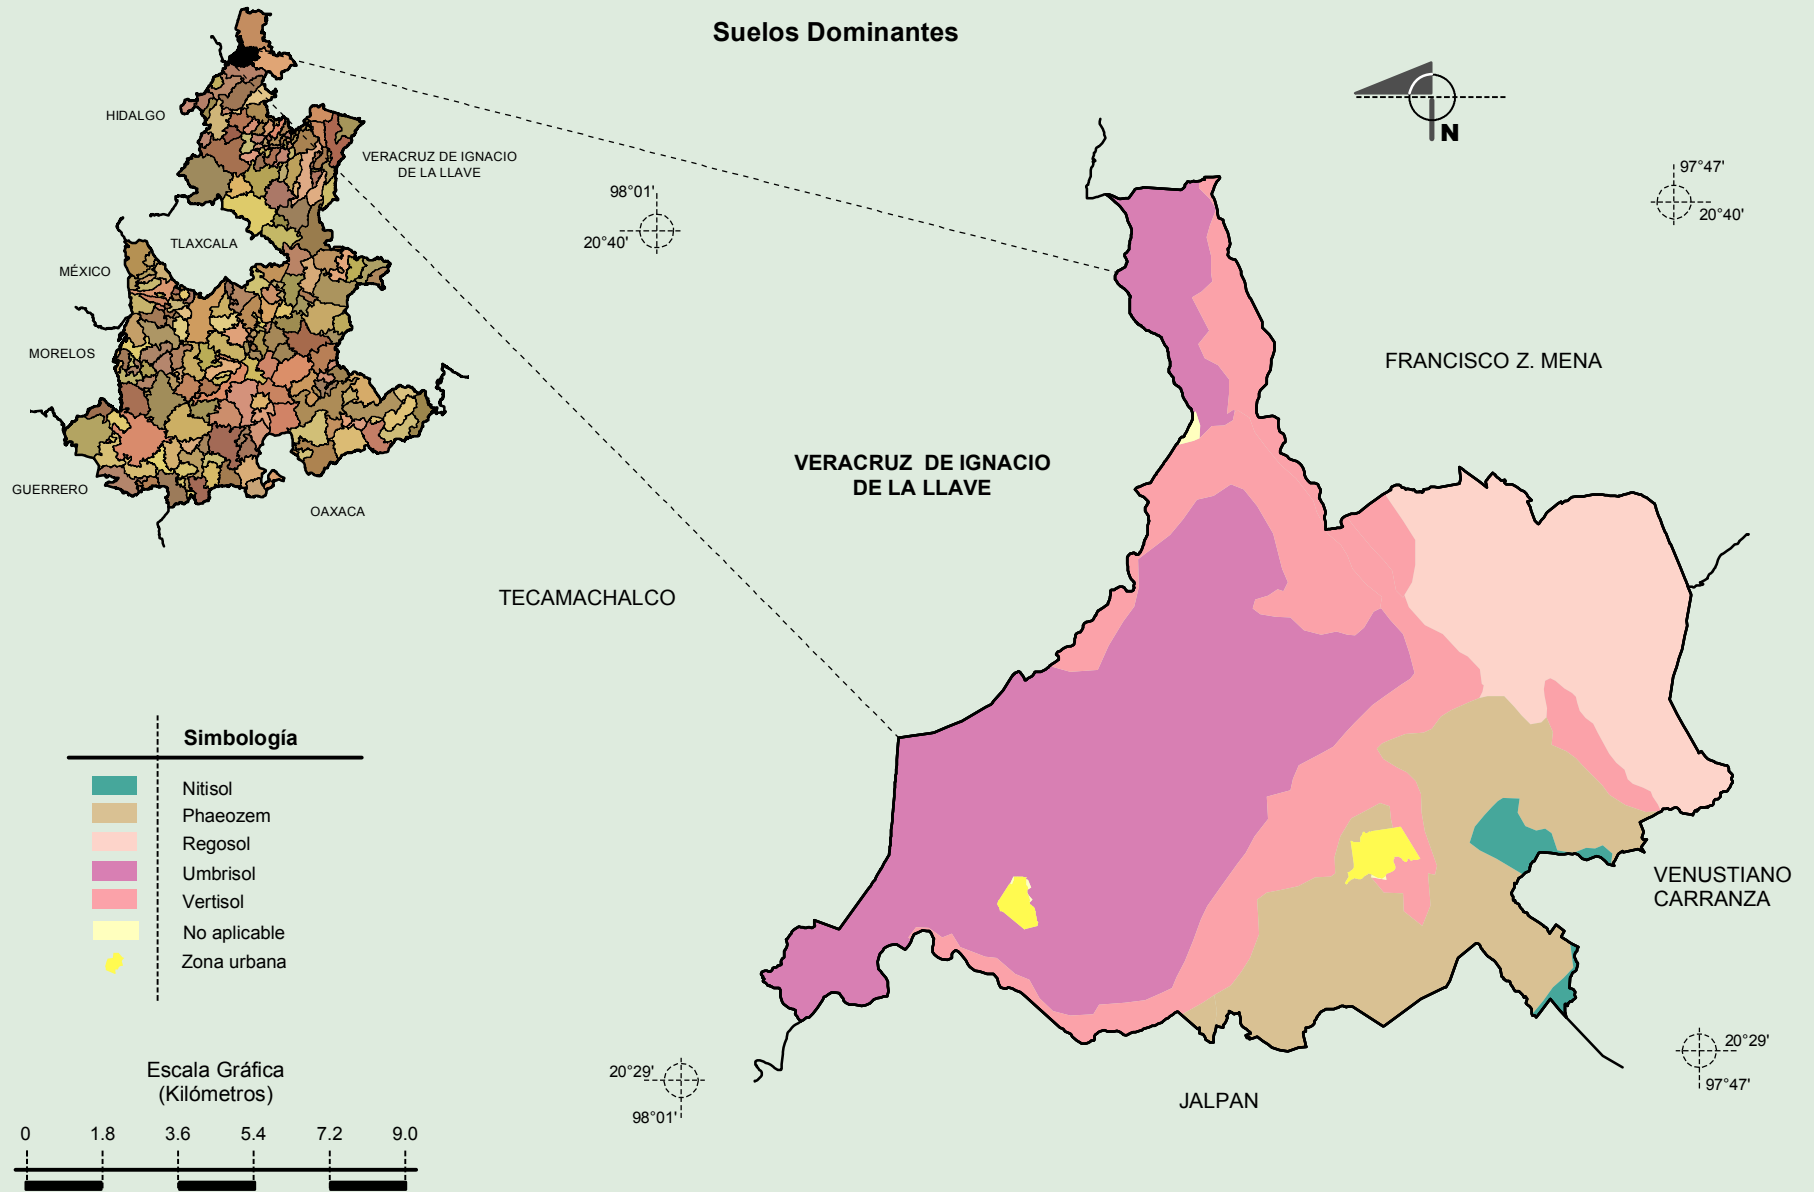 Suelos Dominantes
HIDALGO
VERACRUZ DE IGNACIO
DE LA LLAVE
TLAXCALA
MÉXICO
MORELOS
GUERRERO
OAXACA
N
98°01'
20°40'
97°47'
20°40'
FRANCISCO Z. MENA
VERACRUZ DE IGNACIO
DE LA LLAVE
TECAMACHALCO
VENUSTIANO
CARRANZA
JALPAN
20°29'
98°01'
20°29'
97°47'
Simbología
Nitisol
Phaeozem
Regosol
Umbrisol
Vertisol
No aplicable
Zona urbana
Escala Gráfica
(Kilómetros)
0 1.8 3.6 5.4 7.2 9.0